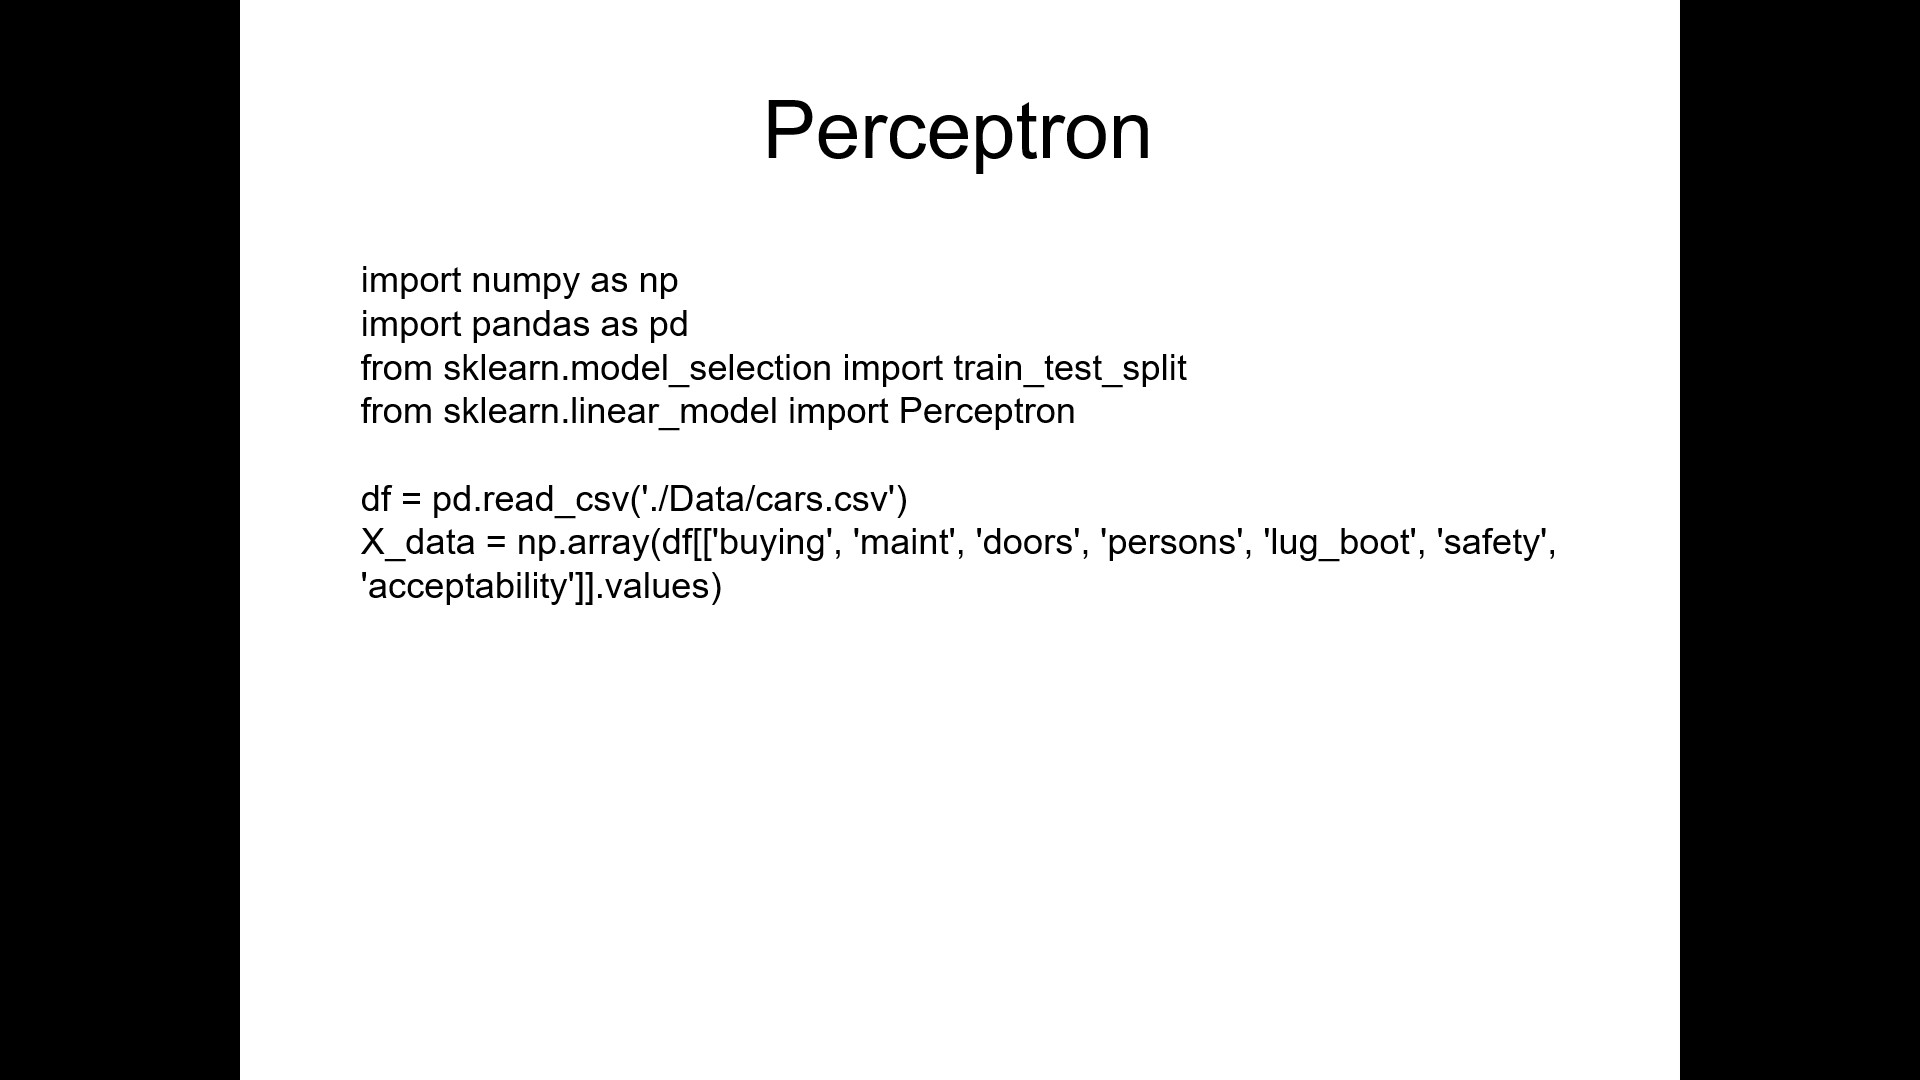 Perceptron
import numpy as np
import pandas as pd
from sklearn.model_selection import train_test_split
from sklearn.linear_model import Perceptron
df = pd.read_csv('./Data/cars.csv')
X_data = np.array(df[['buying', 'maint', 'doors', 'persons', 'lug_boot', 'safety',
'acceptability']].values)